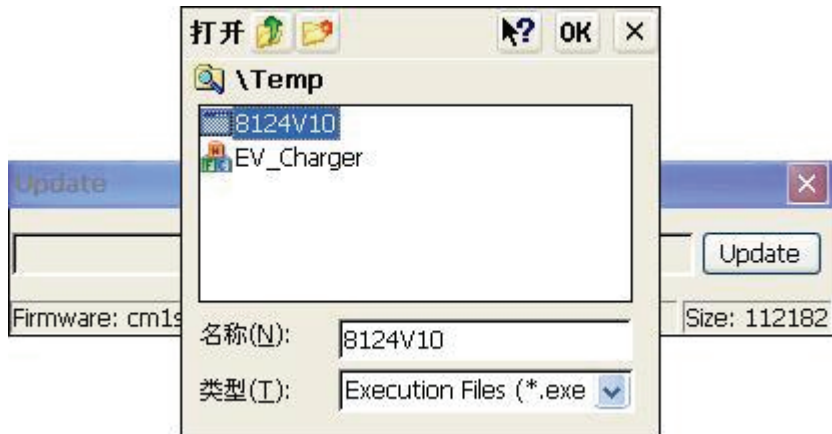 打开 ? OK ×
\Temp
8124V10
EV_Charger
Update
Update
Firmware: cm1s
Size: 112182
名称(N): 8124V10
类型(T): Execution Files (*.exe